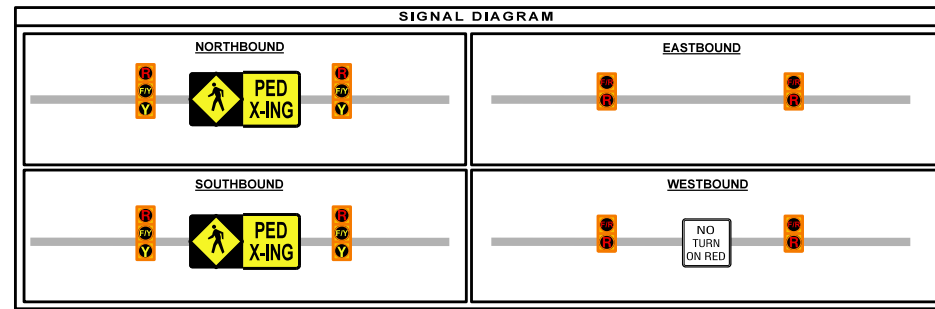 SIGNAL DIAGRAM
NORTHBOUND
R
F/Y
Y
PED
X-ING
R
F/Y
Y
EASTBOUND
F/R
R
F/R
R
SOUTHBOUND
R
F/Y
Y
PED
X-ING
R
F/Y
Y
WESTBOUND
F/R
R
NO
TURN
ON RED
F/R
R